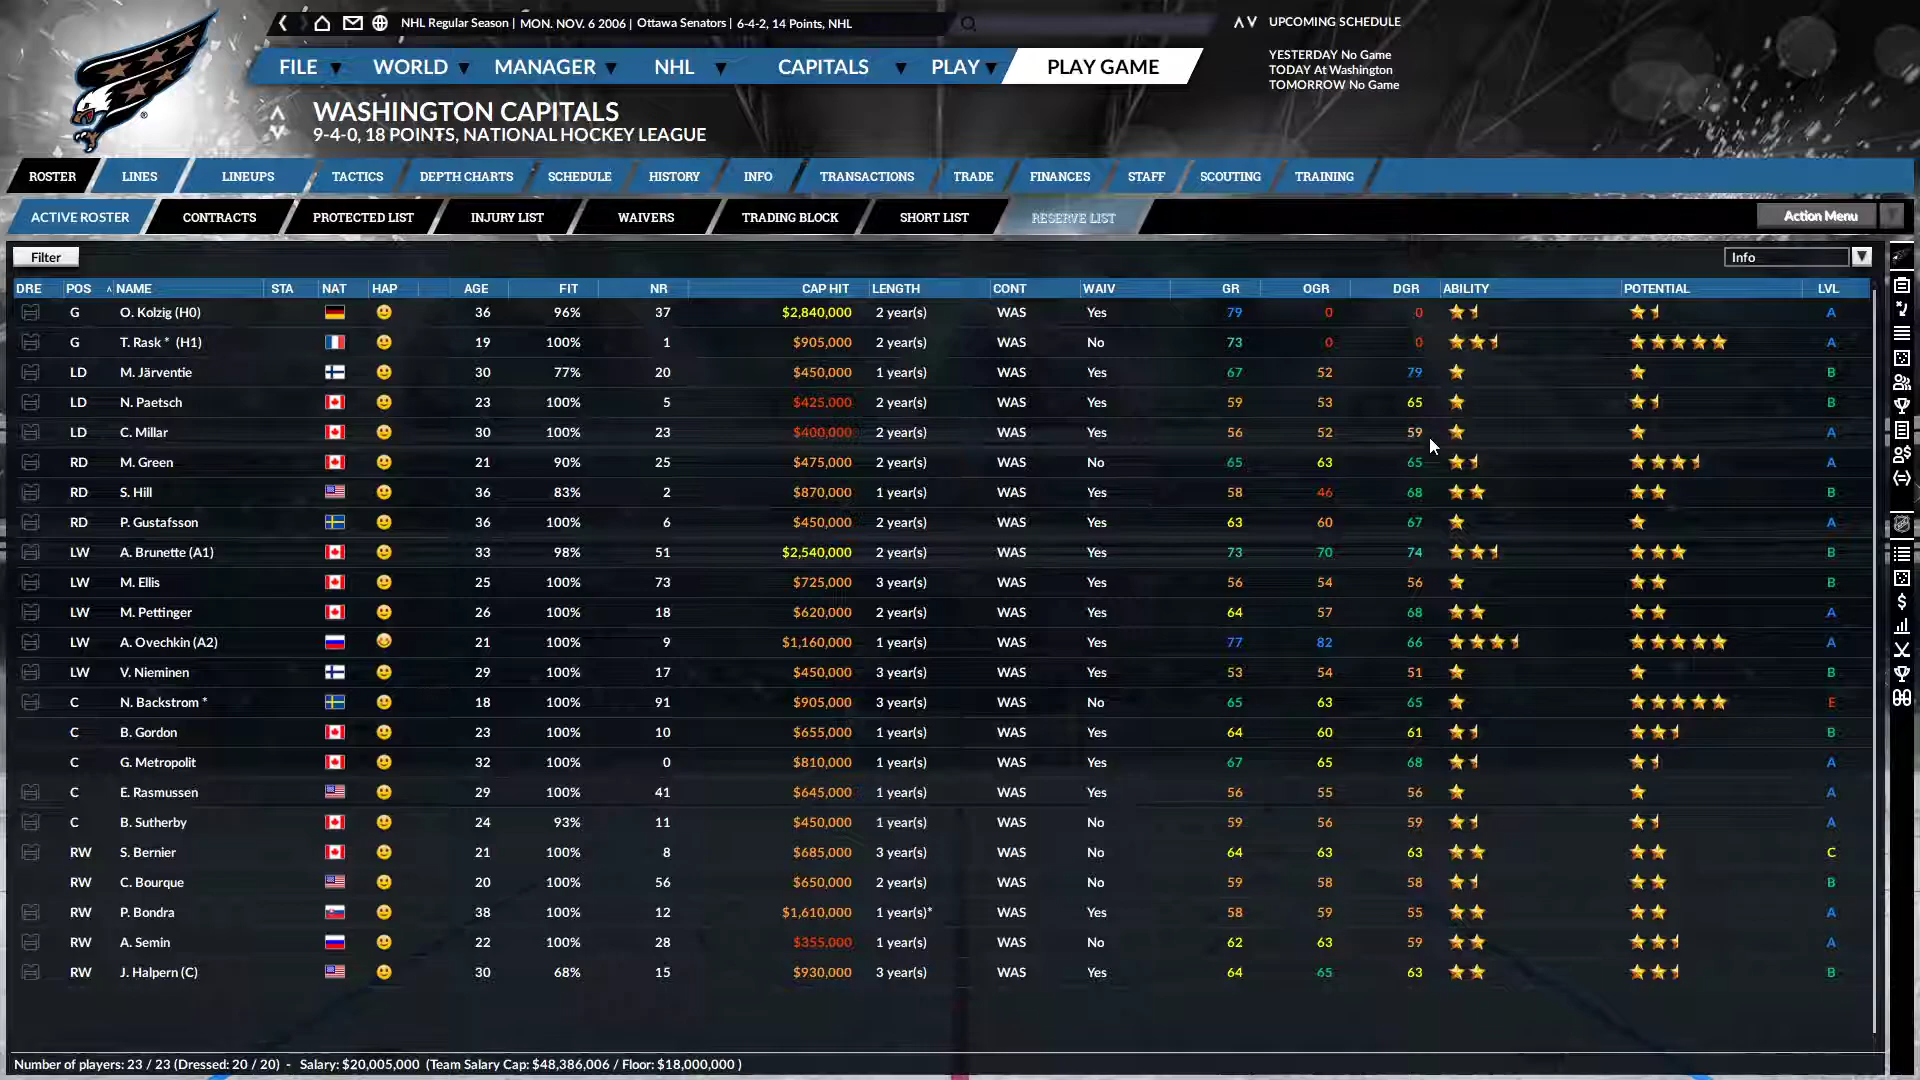 NHL Regular Season | MON. NOV. 6 2006 | Ottawa Senators | 6-4-2, 14 Points, NHL
UPCOMING SCHEDULE
YESTERDAY No Game
TODAY At Washington
TOMORROW No Game
FILE WORLD MANAGER NHL CAPITALS PLAY PLAY GAME
WASHINGTON CAPITALS
9-4-0, 18 POINTS, NATIONAL HOCKEY LEAGUE
ROSTER LINES LINEUPS TACTICS DEPTH CHARTS SCHEDULE HISTORY INFO TRANSACTIONS TRADE FINANCES STAFF SCOUTING TRAINING
ACTIVE ROSTER CONTRACTS PROTECTED LIST INJURY LIST WAIVERS TRADING BLOCK SHORT LIST RESERVE LIST Action Menu
Filter Info
DRE POS NAME STA NAT HAP AGE FIT NR CAP HIT LENGTH CONT WAIV GR OGR DGR ABILITY POTENTIAL LVL
G O. Kolzig (H0) 36 96% 37 $2,840,000 2 year(s) WAS Yes 79 0 0 A
G T. Rask * (H1) 19 100% 1 $905,000 2 year(s) WAS No 73 0 0 A
LD M. Järventie 30 77% 20 $450,000 1 year(s) WAS Yes 67 52 79 B
LD N. Paetsch 23 100% 5 $425,000 2 year(s) WAS Yes 59 53 65 B
LD C. Millar 30 100% 23 $400,000 2 year(s) WAS Yes 56 52 59 A
RD M. Green 21 90% 25 $475,000 2 year(s) WAS No 65 63 65 A
RD S. Hill 36 83% 2 $870,000 1 year(s) WAS Yes 58 46 68 B
RD P. Gustafsson 36 100% 6 $450,000 2 year(s) WAS Yes 63 60 67 A
LW A. Brunette (A1) 33 98% 51 $2,540,000 2 year(s) WAS Yes 73 70 74 B
LW M. Ellis 25 100% 73 $725,000 3 year(s) WAS Yes 56 54 56 B
LW M. Pettinger 26 100% 18 $620,000 2 year(s) WAS Yes 64 57 68 A
LW A. Ovechkin (A2) 21 100% 9 $1,160,000 1 year(s) WAS Yes 77 82 66 A
LW V. Nieminen 29 100% 17 $450,000 3 year(s) WAS Yes 53 54 51 B
C N. Backstrom * 18 100% 91 $905,000 3 year(s) WAS No 65 63 65 E
C B. Gordon 23 100% 10 $655,000 1 year(s) WAS Yes 64 60 61 B
C G. Metropolit 32 100% 0 $810,000 1 year(s) WAS Yes 67 65 68 A
C E. Rasmussen 29 100% 41 $645,000 1 year(s) WAS Yes 56 55 56 A
C B. Sutherby 24 93% 11 $450,000 1 year(s) WAS No 59 56 59 A
RW S. Bernier 21 100% 8 $685,000 3 year(s) WAS No 64 63 63 C
RW C. Bourque 20 100% 56 $650,000 2 year(s) WAS No 59 58 58 B
RW P. Bondra 38 100% 12 $1,610,000 1 year(s)* WAS Yes 58 59 55 A
RW A. Semin 22 100% 28 $355,000 1 year(s) WAS No 62 63 59 A
RW J. Halpern (C) 30 68% 15 $930,000 3 year(s) WAS Yes 64 65 63 B
Number of players: 23 / 23 (Dressed: 20 / 20) - Salary: $20,005,000 (Team Salary Cap: $48,386,006 / Floor: $18,000,000 )